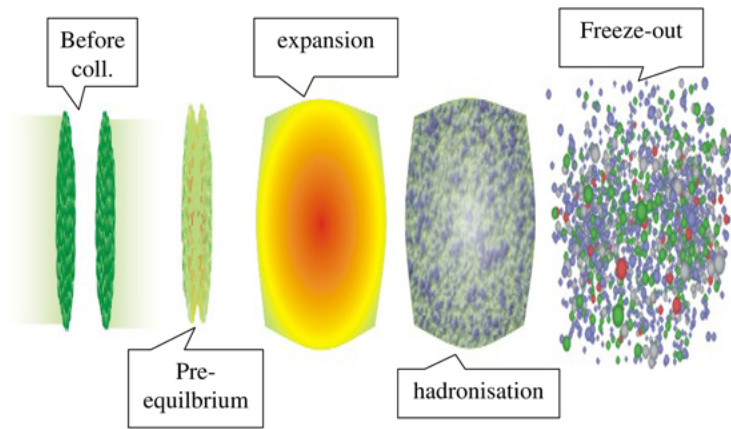 Before
coll.
expansion
Freeze-out
Pre-
equilbrium
hadronisation